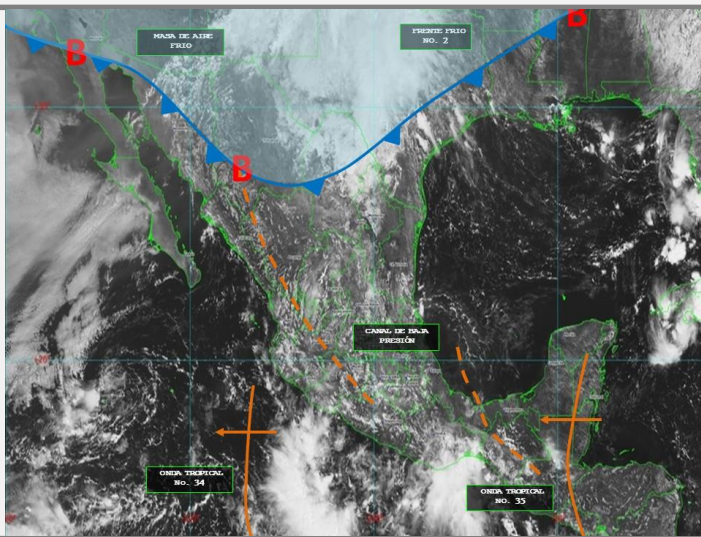 B
MASA DE AIRE
FRIO
FRENTE FRIO
NO. 2
B
B
CANAL DE BAJA
PRESIÓN
ONDA TROPICAL
No. 34
ONDA TROPICAL
No. 35